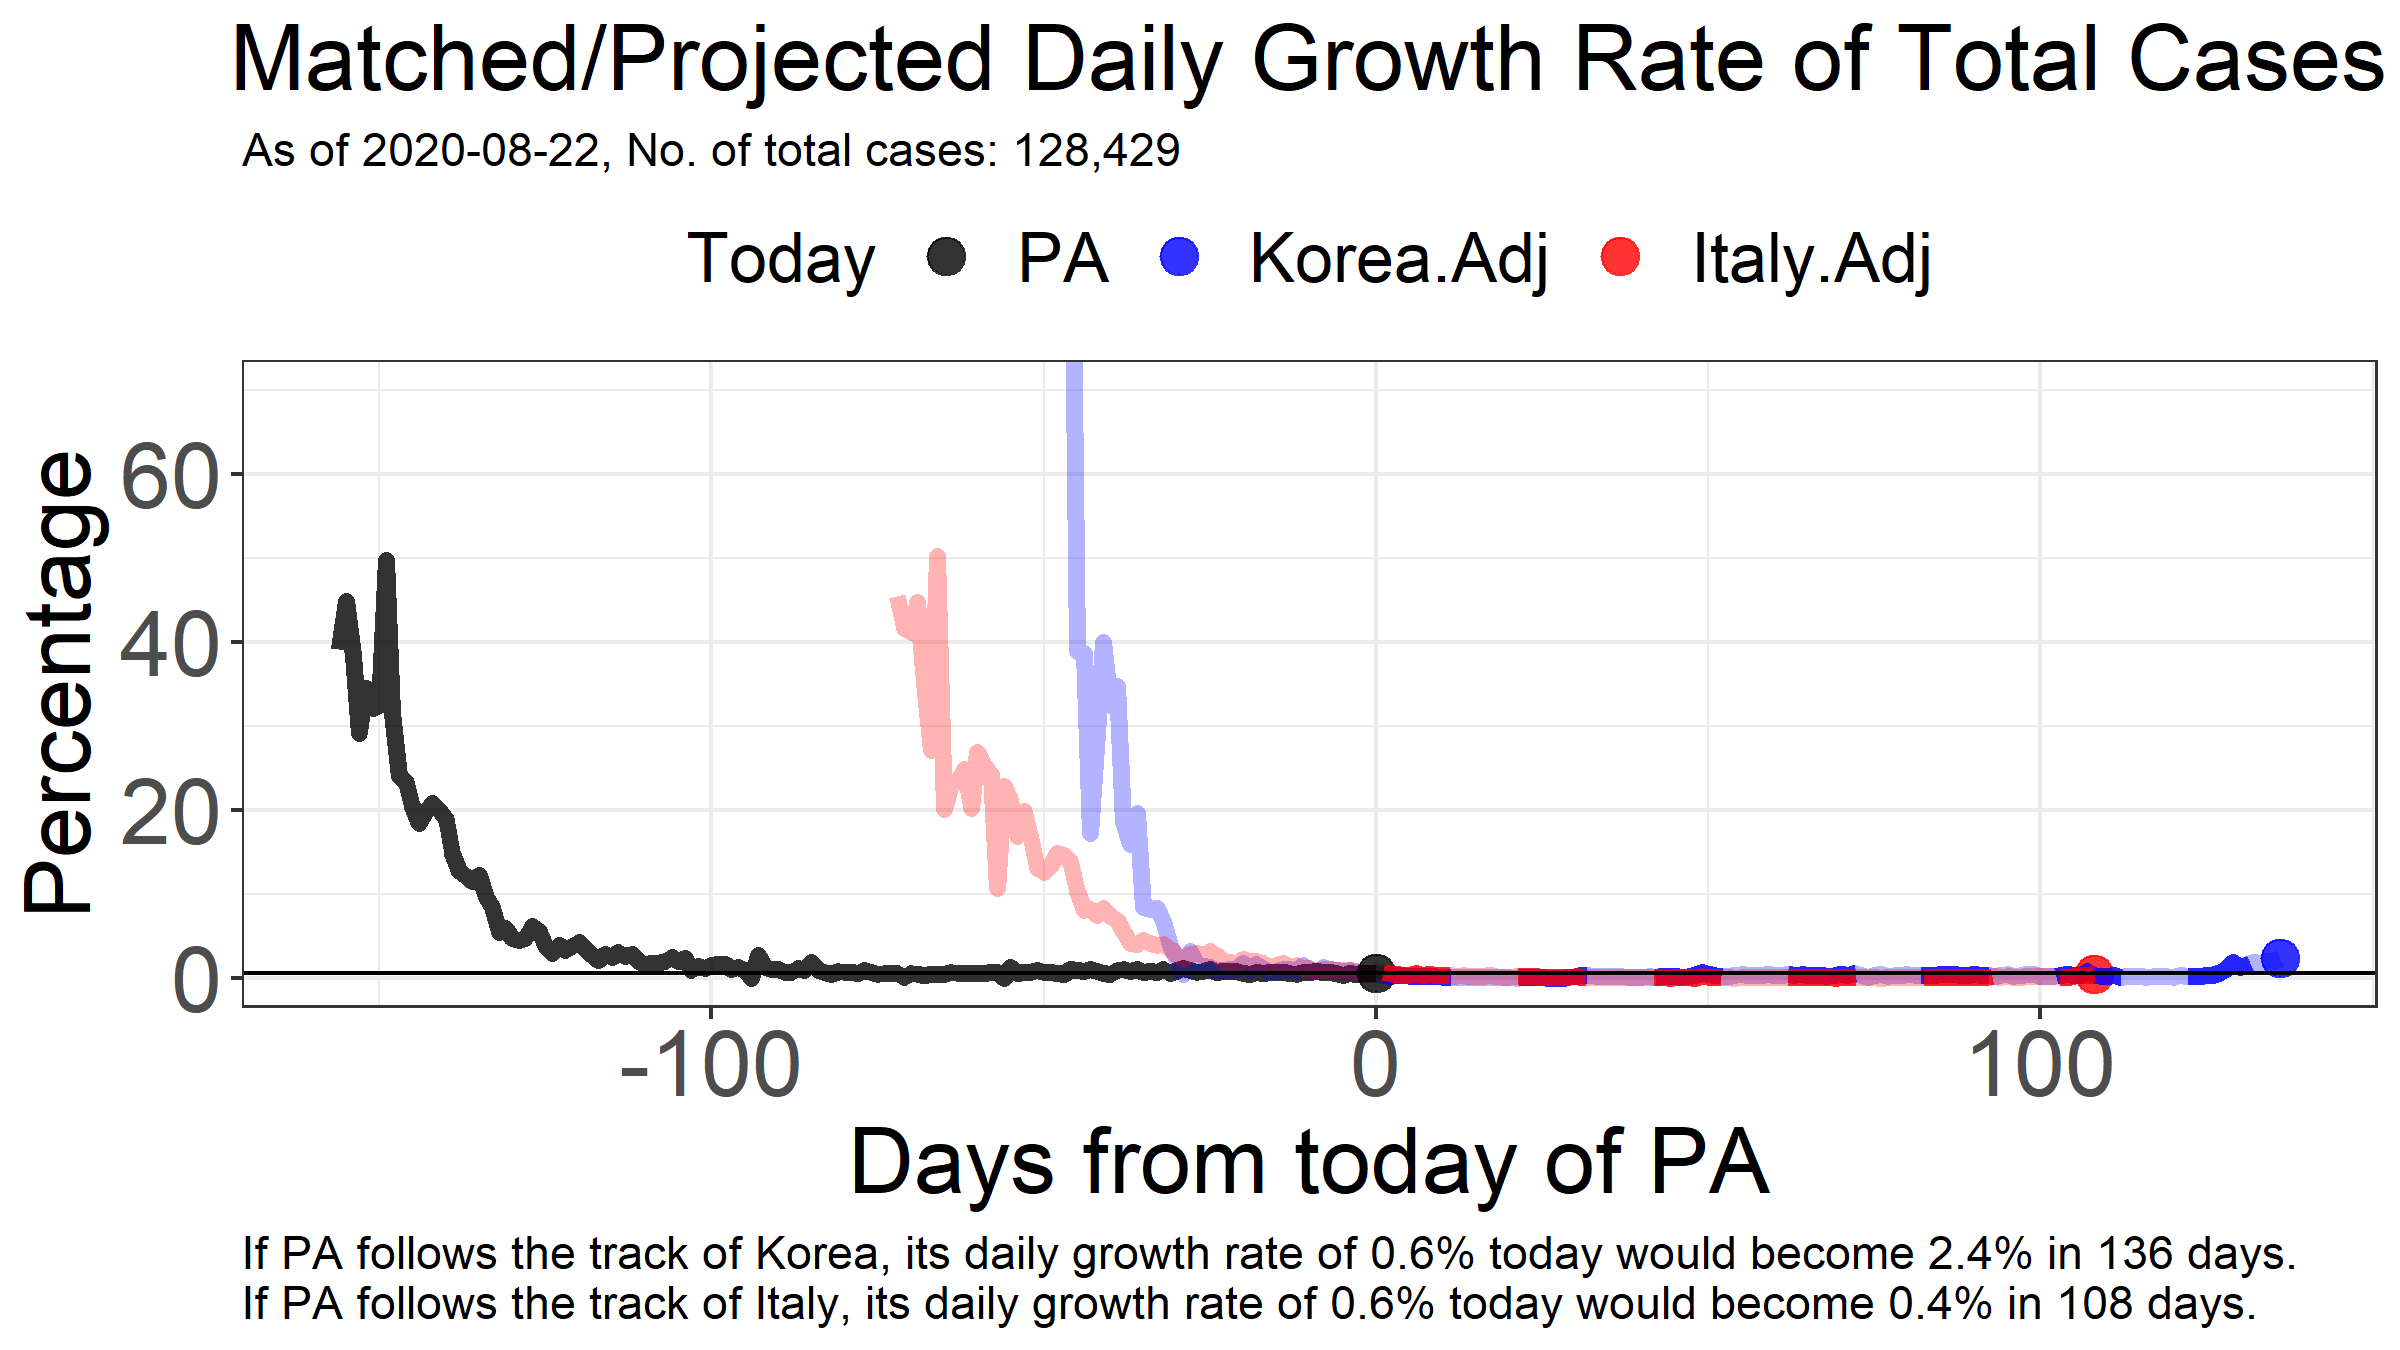 Matched/Projected Daily Growth Rate of Total Cases
As of 2020-08-22, No. of total cases: 128,429
Today PA Korea.Adj Italy.Adj
Percentage
60
40
20
0
-100 0 100
Days from today of PA
If PA follows the track of Korea, its daily growth rate of 0.6% today would become 2.4% in 136 days.
If PA follows the track of Italy, its daily growth rate of 0.6% today would become 0.4% in 108 days.